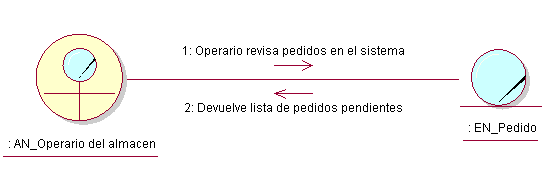 1: Operario revisa pedidos en el sistema
2: Devuelve lista de pedidos pendientes
: AN_Operario del almacen
: EN_Pedido